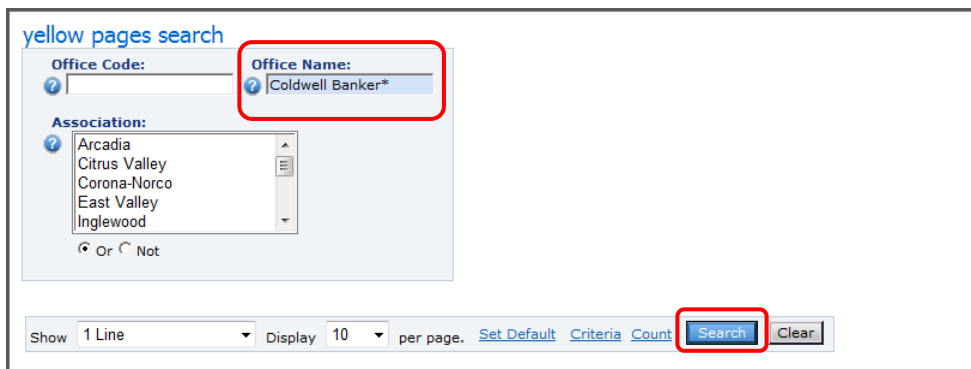 yellow pages search
Office Code: Office Name:
? ? Coldwell Banker*
Association:
? Arcadia
Citrus Valley
Corona-Norco
East Valley
Inglewood
Or Not
Show 1 Line Display 10 per page. Set Default Criteria Count Search Clear